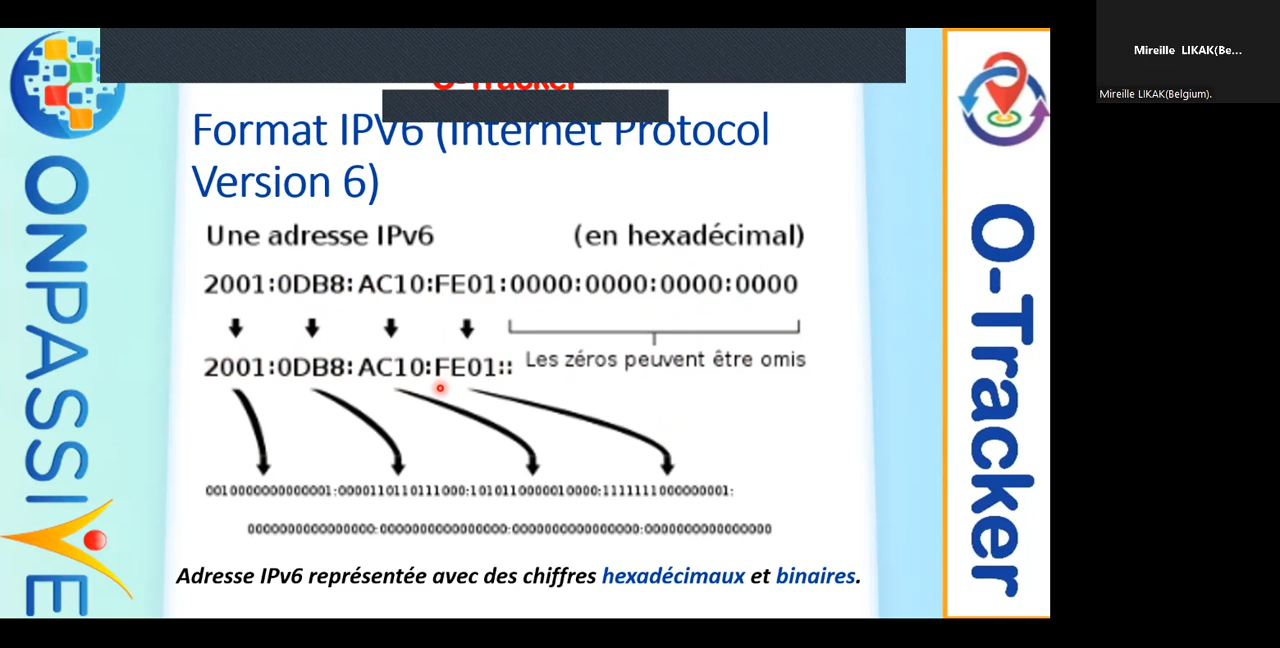 O-Tracker
Format IPV6 (Internet Protocol
Version 6)
Une adresse IPv6 (en hexadécimal)
2001:0DB8:AC10:FE01:0000:0000:0000:0000
2001:0DB8:AC10:FE01:: Les zéros peuvent être omis
0010000000000001:0000110110111000:1010110000010000:1111111000000001:
0000000000000000:0000000000000000:0000000000000000:0000000000000000
Adresse IPv6 représentée avec des chiffres hexadécimaux et binaires.
ONPASSIVE
O-Tracker
Mireille LIKAK(Be...
Mireille LIKAK(Belgium).